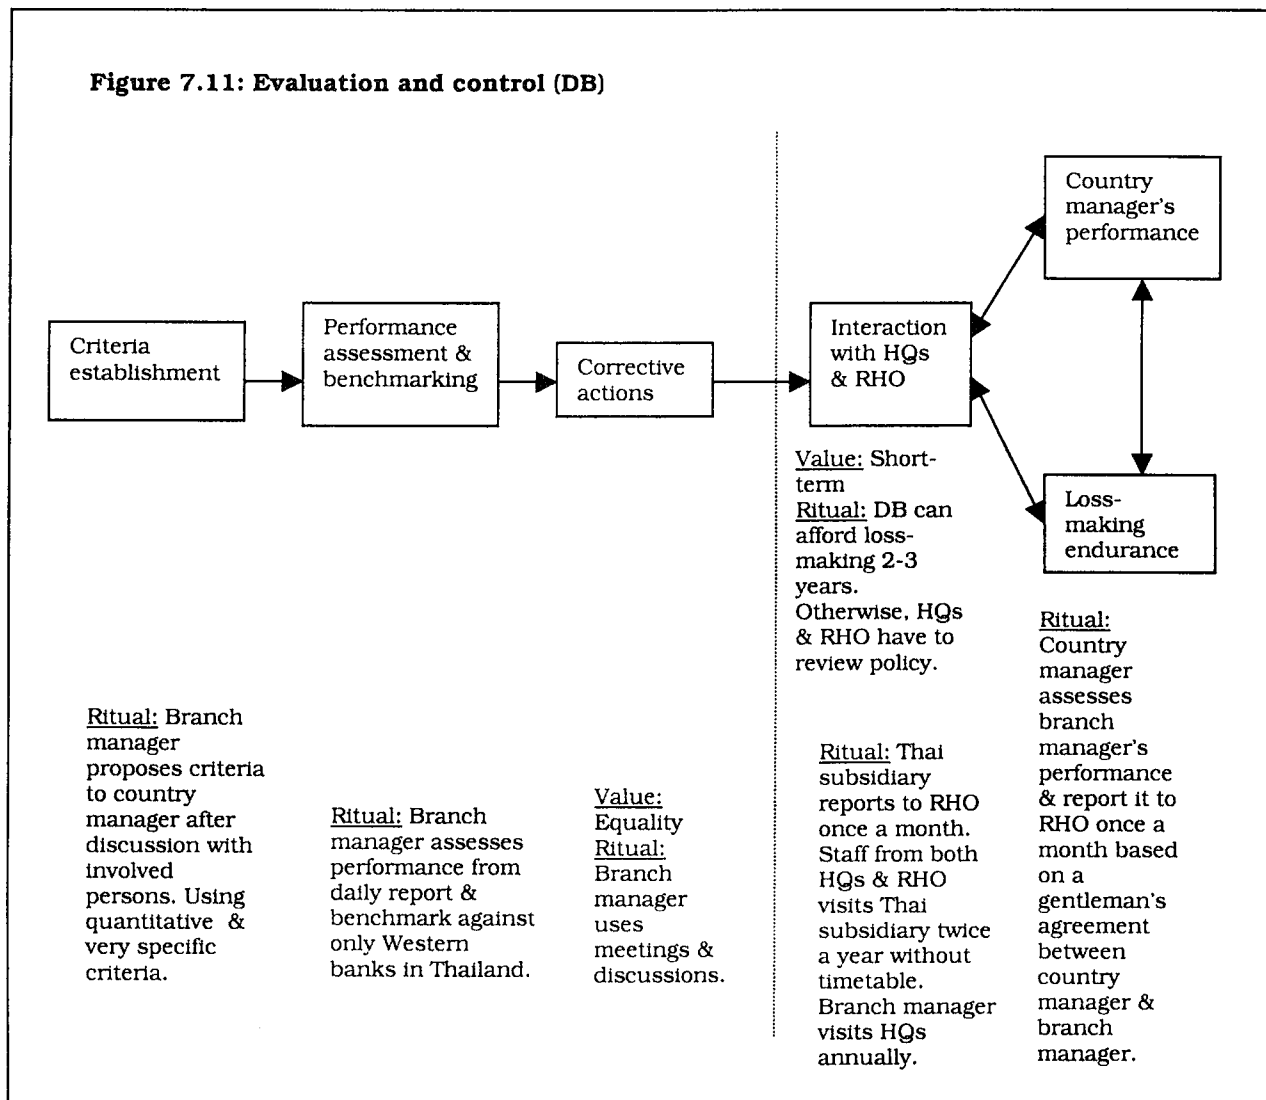 Figure 7.11: Evaluation and control (DB)
Criteria
establishment
Performance
assessment &
benchmarking
Corrective
actions
Interaction
with HQs
& RHO
Country
manager's
performance
Loss-
making
endurance
Value: Short-
term
Ritual: DB can
afford loss-
making 2-3
years.
Otherwise, HQs
& RHO have to
review policy.
Ritual: Branch
manager
proposes criteria
to country
manager after
discussion with
involved
persons. Using
quantitative &
very specific
criteria.
Ritual: Branch
manager assesses
performance from
daily report &
benchmark against
only Western
banks in Thailand.
Value:
Equality
Ritual:
Branch
manager
uses
meetings &
discussions.
Ritual: Thai
subsidiary
reports to RHO
once a month.
Staff from both
HQs & RHO
visits Thai
subsidiary twice
a year without
timetable.
Branch manager
visits HQs
annually.
Ritual:
Country
manager
assesses
branch
manager's
performance
& report it to
RHO once a
month based
on a
gentleman's
agreement
between
country
manager &
branch
manager.